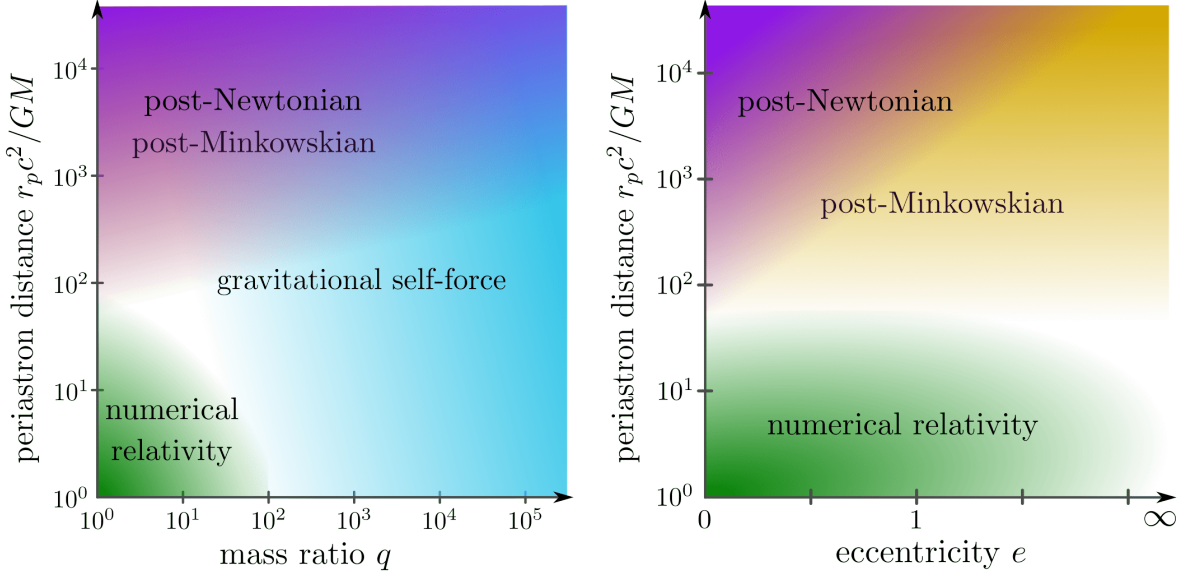 periastron distance r_p c^2/GM
10^4
10^3
10^2
10^1
10^0
post-Newtonian
post-Minkowskian
gravitational self-force
numerical
relativity
10^0 10^1 10^2 10^3 10^4 10^5
mass ratio q
periastron distance r_p c^2/GM
10^4
10^3
10^2
10^1
10^0
post-Newtonian
post-Minkowskian
numerical relativity
0 1 ∞
eccentricity e